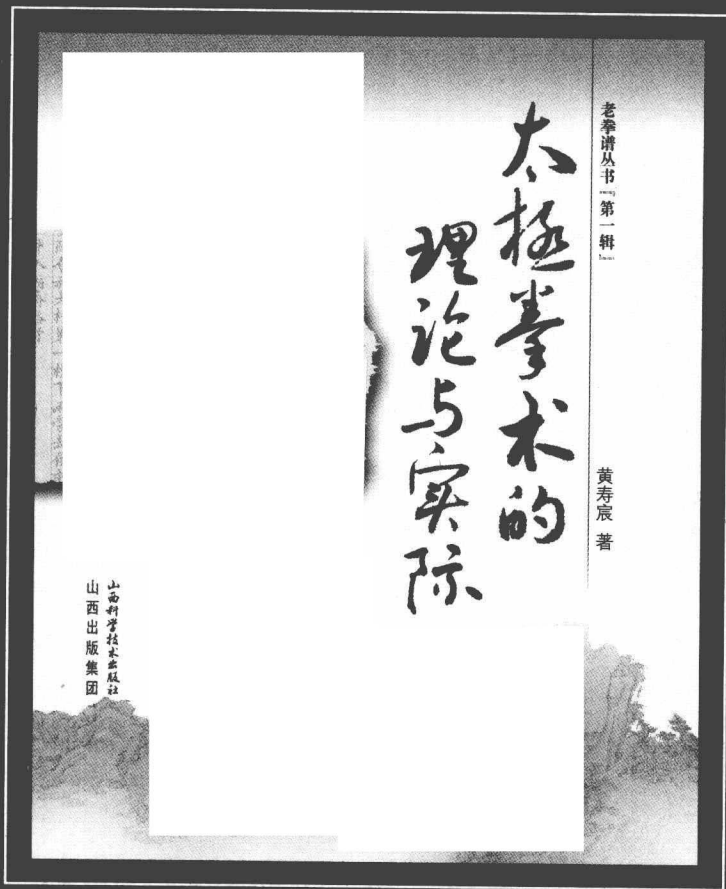 老拳谱丛书 第一辑
黄寿宸 著
太极拳术的
理论与实际
山西科学技术出版社
山西出版集团